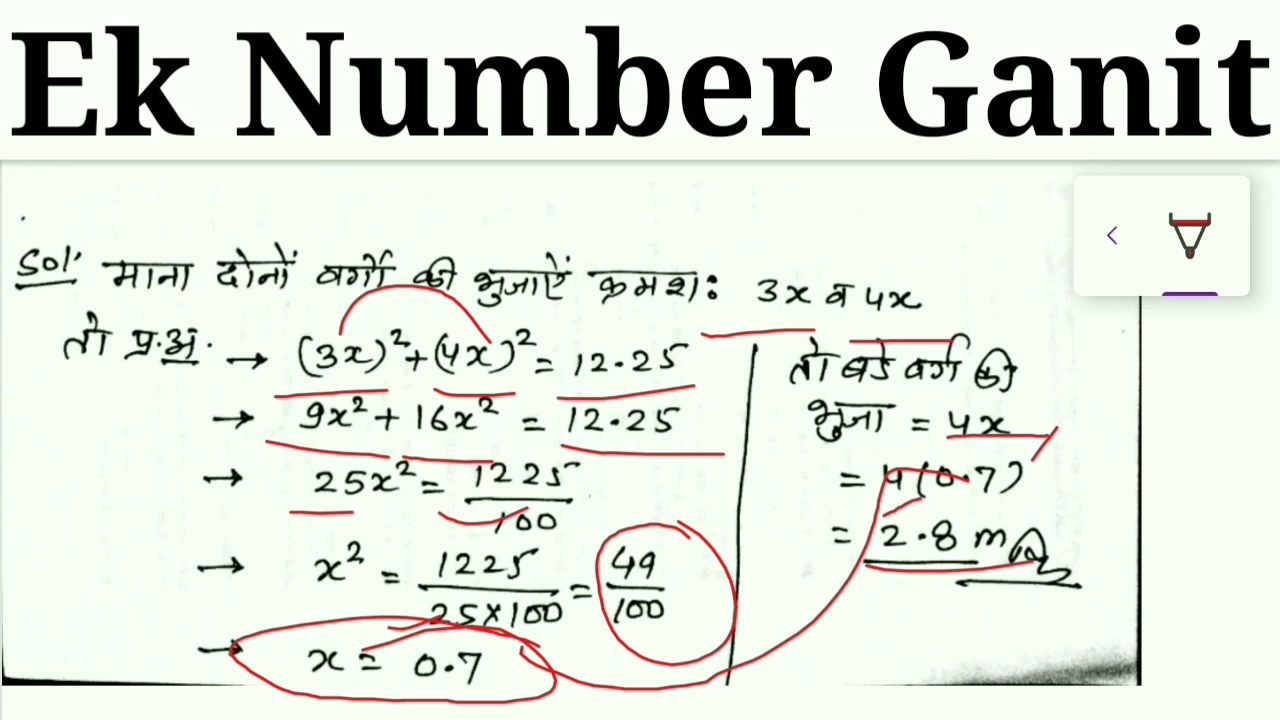 Ek Number Ganit
Sol. माना दोनों वर्गों की भुजाऐं क्रमश: 3x व 4x
तो प्र.अं. → (3x)²+(4x)² = 12.25
→ 9x² + 16x² = 12.25
→ 25x² = 1225/100
→ x² = 1225/25×100 = 49/100
→ x = 0.7
तो बडे वर्ग की
भुजा = 4x
= 4(0.7)
= 2.8 m